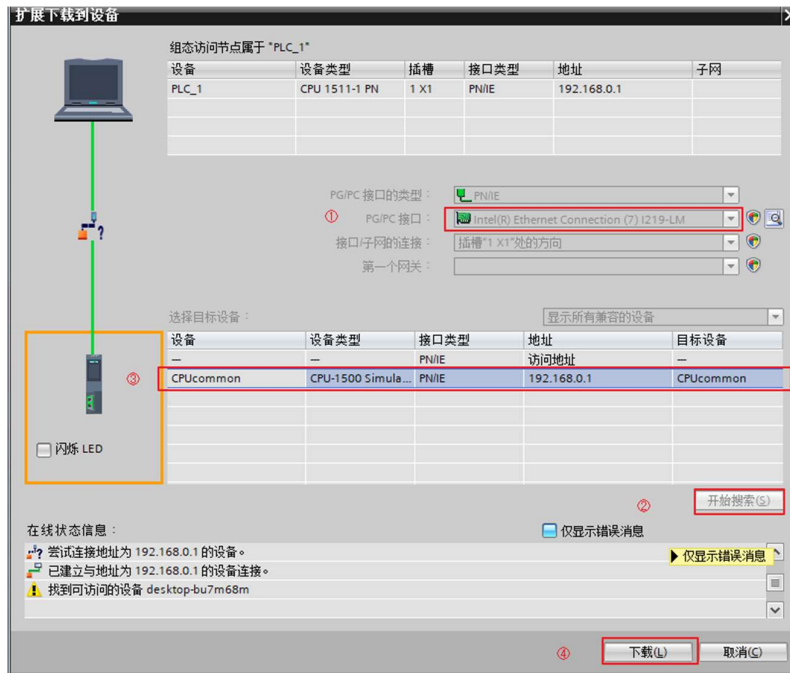 扩展下载到设备
组态访问节点属于 "PLC_1"
设备 设备类型 插槽 接口类型 地址 子网
PLC_1 CPU 1511-1 PN 1 X1 PN/IE 192.168.0.1
PG/PC 接口的类型： PN/IE
① PG/PC 接口： Intel(R) Ethernet Connection (7) I219-LM
接口/子网的连接： 插槽"1 X1"处的方向
第一个网关：
选择目标设备： 显示所有兼容的设备
设备 设备类型 接口类型 地址 目标设备
— — PN/IE 访问地址 —
③ CPUcommon CPU-1500 Simula... PN/IE 192.168.0.1 CPUcommon
闪烁 LED
② 开始搜索(S)
在线状态信息： 仅显示错误消息
尝试连接地址为 192.168.0.1 的设备。
仅显示错误消息
已建立与地址为 192.168.0.1 的设备连接。
找到可访问的设备 desktop-bu7m68m
④ 下载(L) 取消(C)